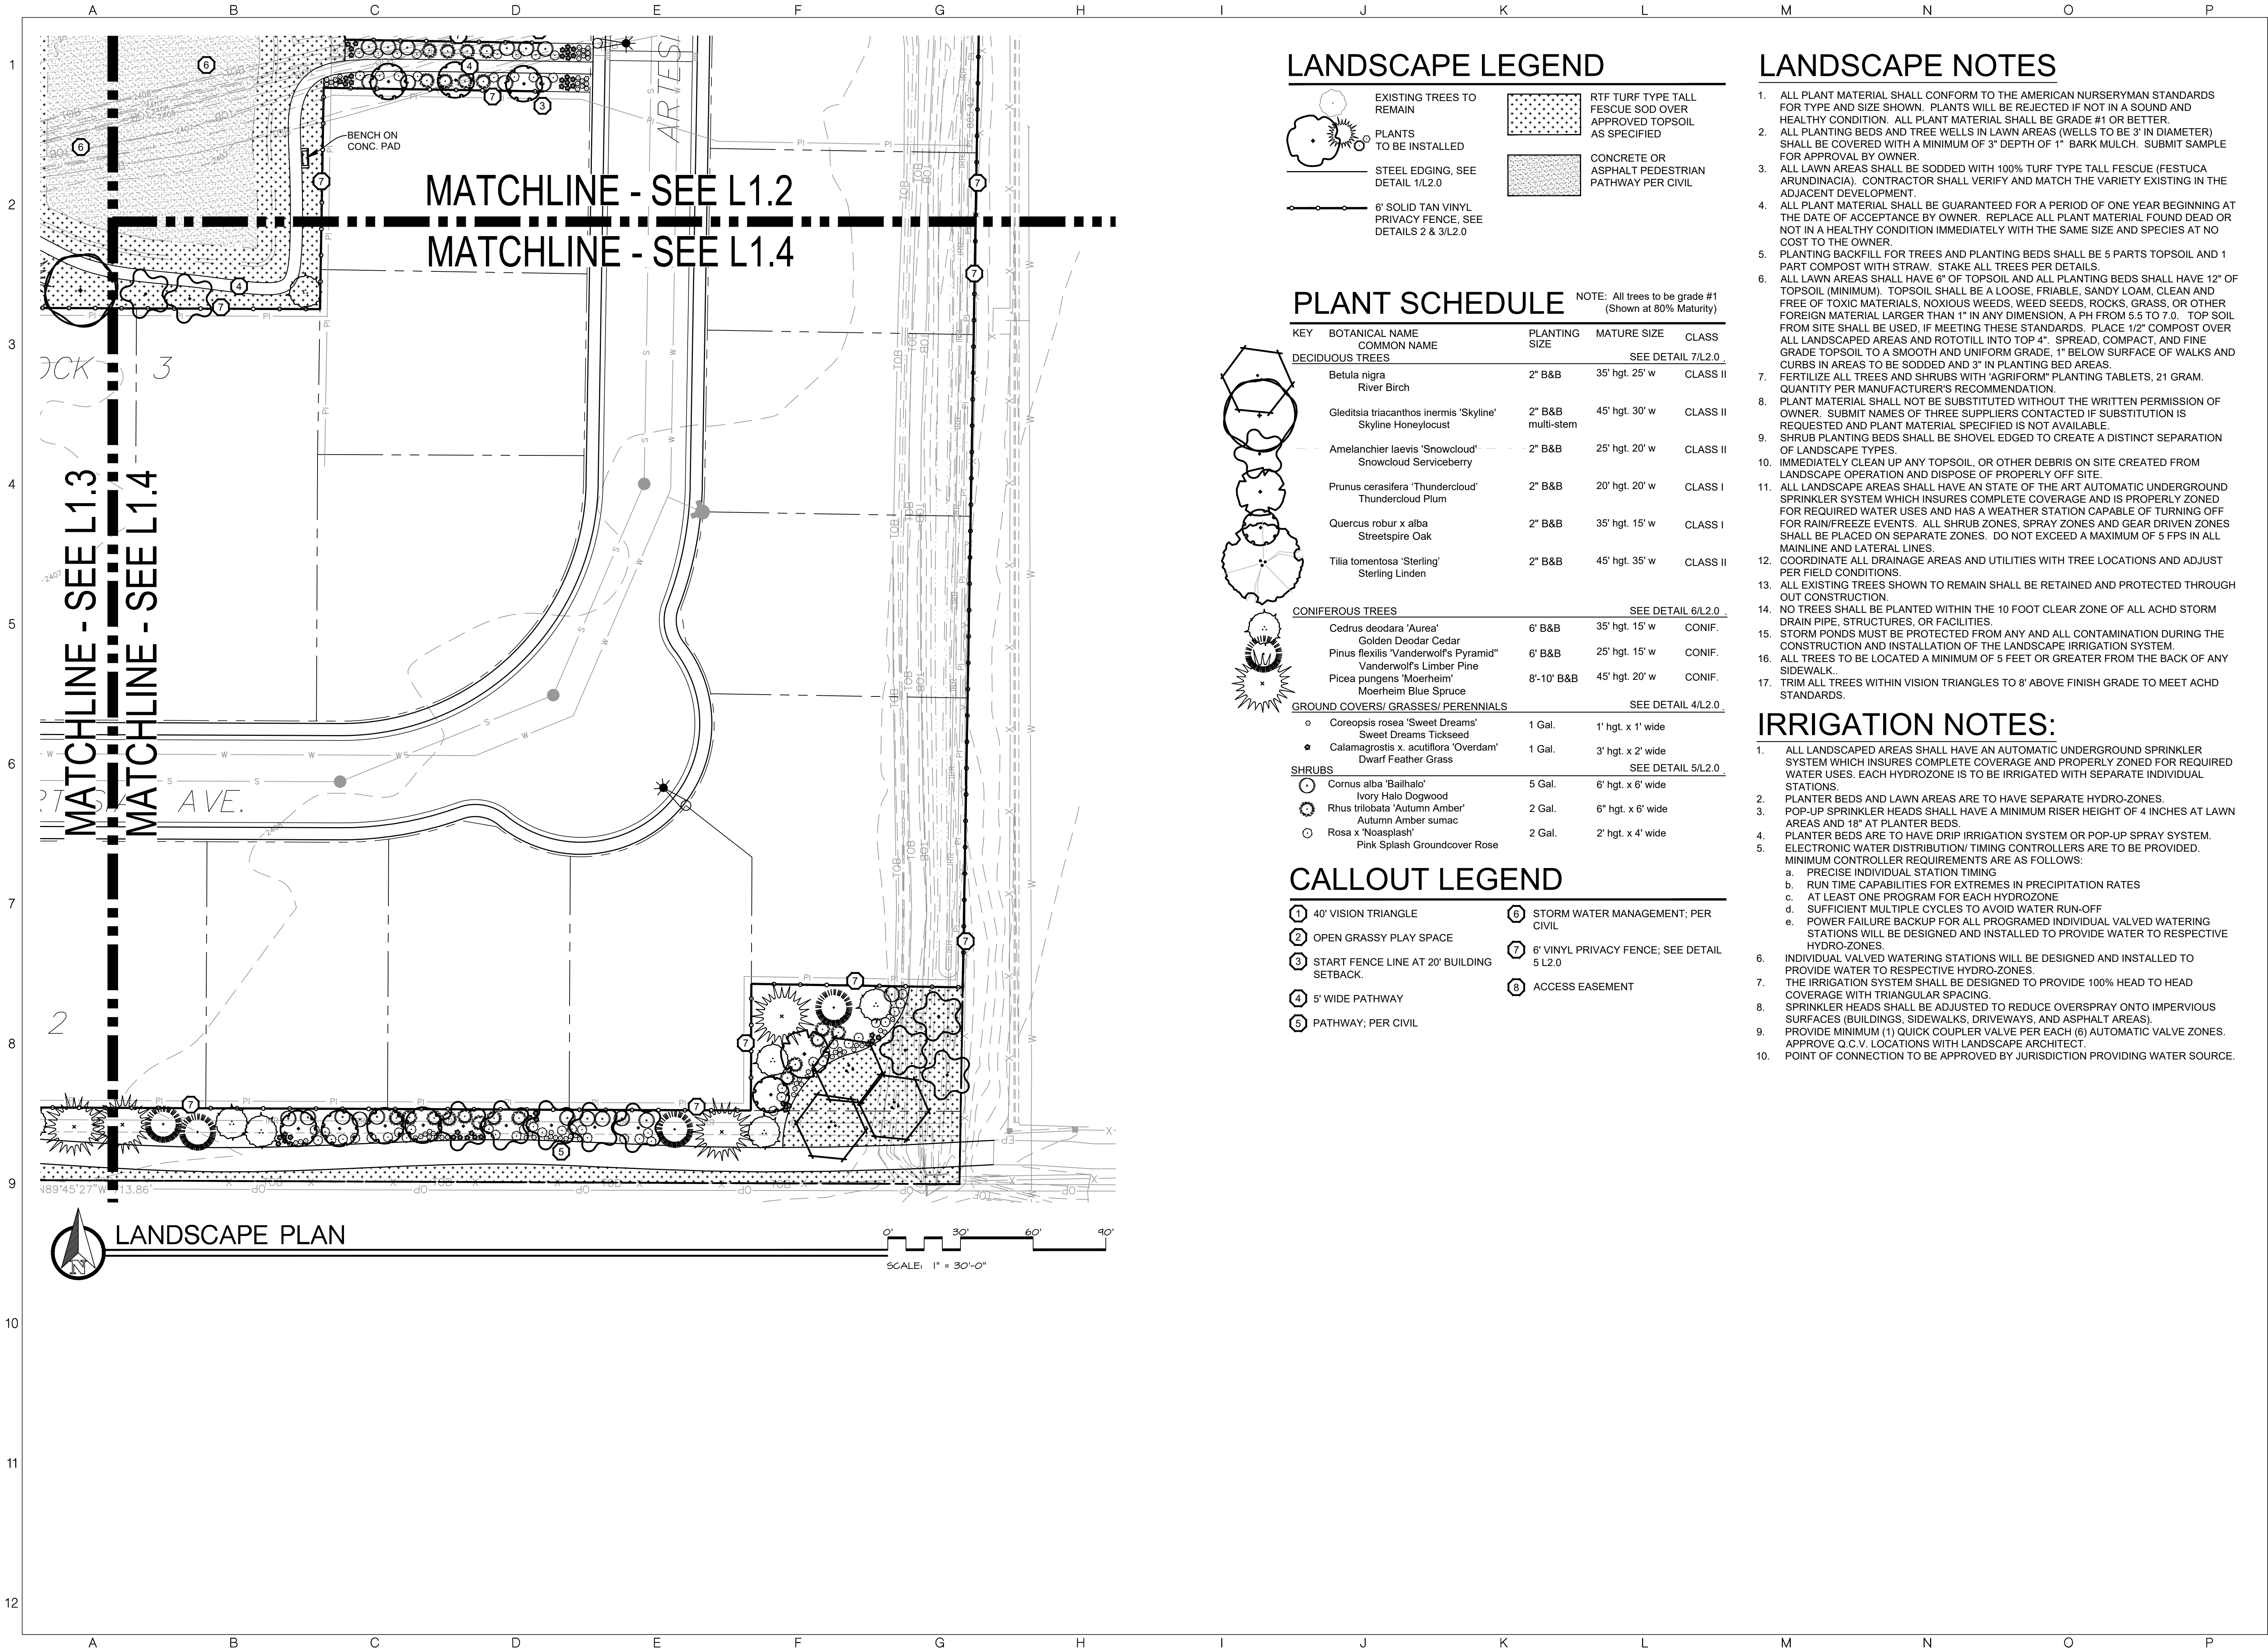 A B C D E F G H I J K L M N O P
1
2
3
4
5
6
7
8
9
10
11
12
BENCH ON
CONC. PAD
MATCHLINE - SEE L1.2
MATCHLINE - SEE L1.4
MATCHLINE - SEE L1.3
MATCHLINE - SEE L1.4
3
AVE.
2
LANDSCAPE PLAN
N
0' 30' 60' 90'
SCALE: 1" = 30'-0"
LANDSCAPE LEGEND
EXISTING TREES TO
REMAIN
PLANTS
TO BE INSTALLED
STEEL EDGING, SEE
DETAIL 1/L2.0
6' SOLID TAN VINYL
PRIVACY FENCE, SEE
DETAILS 2 & 3/L2.0
RTF TURF TYPE TALL
FESCUE SOD OVER
APPROVED TOPSOIL
AS SPECIFIED
CONCRETE OR
ASPHALT PEDESTRIAN
PATHWAY PER CIVIL
PLANT SCHEDULE
NOTE: All trees to be grade #1
(Shown at 80% Maturity)
KEY BOTANICAL NAME PLANTING MATURE SIZE CLASS
COMMON NAME SIZE
DECIDUOUS TREES SEE DETAIL 7/L2.0 .
Betula nigra 2" B&B 35' hgt. 25' w CLASS II
River Birch
Gleditsia triacanthos inermis 'Skyline' 2" B&B 45' hgt. 30' w CLASS II
Skyline Honeylocust multi-stem
Amelanchier laevis 'Snowcloud' 2" B&B 25' hgt. 20' w CLASS II
Snowcloud Serviceberry
Prunus cerasifera ‘Thundercloud’ 2" B&B 20' hgt. 20' w CLASS I
Thundercloud Plum
Quercus robur x alba 2" B&B 35' hgt. 15' w CLASS I
Streetspire Oak
Tilia tomentosa ‘Sterling’ 2" B&B 45' hgt. 35' w CLASS II
Sterling Linden
CONIFEROUS TREES SEE DETAIL 6/L2.0 .
Cedrus deodara 'Aurea' 6' B&B 35' hgt. 15' w CONIF.
Golden Deodar Cedar
Pinus flexilis 'Vanderwolf's Pyramid" 6' B&B 25' hgt. 15' w CONIF.
Vanderwolf's Limber Pine
Picea pungens 'Moerheim' 8'-10' B&B 45' hgt. 20' w CONIF.
Moerheim Blue Spruce
GROUND COVERS/ GRASSES/ PERENNIALS SEE DETAIL 4/L2.0 .
Coreopsis rosea 'Sweet Dreams' 1 Gal. 1' hgt. x 1' wide
Sweet Dreams Tickseed
Calamagrostis x. acutiflora 'Overdam' 1 Gal. 3' hgt. x 2' wide
Dwarf Feather Grass
SHRUBS SEE DETAIL 5/L2.0 .
Cornus alba 'Bailhalo' 5 Gal. 6' hgt. x 6' wide
Ivory Halo Dogwood
Rhus trilobata 'Autumn Amber' 2 Gal. 6" hgt. x 6' wide
Autumn Amber sumac
Rosa x 'Noasplash' 2 Gal. 2' hgt. x 4' wide
Pink Splash Groundcover Rose
CALLOUT LEGEND
1 40' VISION TRIANGLE
2 OPEN GRASSY PLAY SPACE
3 START FENCE LINE AT 20' BUILDING
SETBACK.
4 5' WIDE PATHWAY
5 PATHWAY; PER CIVIL
6 STORM WATER MANAGEMENT; PER
CIVIL
7 6' VINYL PRIVACY FENCE; SEE DETAIL
5 L2.0
8 ACCESS EASEMENT
LANDSCAPE NOTES
1. ALL PLANT MATERIAL SHALL CONFORM TO THE AMERICAN NURSERYMAN STANDARDS
FOR TYPE AND SIZE SHOWN. PLANTS WILL BE REJECTED IF NOT IN A SOUND AND
HEALTHY CONDITION. ALL PLANT MATERIAL SHALL BE GRADE #1 OR BETTER.
2. ALL PLANTING BEDS AND TREE WELLS IN LAWN AREAS (WELLS TO BE 3' IN DIAMETER)
SHALL BE COVERED WITH A MINIMUM OF 3" DEPTH OF 1" BARK MULCH. SUBMIT SAMPLE
FOR APPROVAL BY OWNER.
3. ALL LAWN AREAS SHALL BE SODDED WITH 100% TURF TYPE TALL FESCUE (FESTUCA
ARUNDINACIA). CONTRACTOR SHALL VERIFY AND MATCH THE VARIETY EXISTING IN THE
ADJACENT DEVELOPMENT.
4. ALL PLANT MATERIAL SHALL BE GUARANTEED FOR A PERIOD OF ONE YEAR BEGINNING AT
THE DATE OF ACCEPTANCE BY OWNER. REPLACE ALL PLANT MATERIAL FOUND DEAD OR
NOT IN A HEALTHY CONDITION IMMEDIATELY WITH THE SAME SIZE AND SPECIES AT NO
COST TO THE OWNER.
5. PLANTING BACKFILL FOR TREES AND PLANTING BEDS SHALL BE 5 PARTS TOPSOIL AND 1
PART COMPOST WITH STRAW. STAKE ALL TREES PER DETAILS.
6. ALL LAWN AREAS SHALL HAVE 6" OF TOPSOIL AND ALL PLANTING BEDS SHALL HAVE 12" OF
TOPSOIL (MINIMUM). TOPSOIL SHALL BE A LOOSE, FRIABLE, SANDY LOAM, CLEAN AND
FREE OF TOXIC MATERIALS, NOXIOUS WEEDS, WEED SEEDS, ROCKS, GRASS, OR OTHER
FOREIGN MATERIAL LARGER THAN 1" IN ANY DIMENSION, A PH FROM 5.5 TO 7.0. TOP SOIL
FROM SITE SHALL BE USED, IF MEETING THESE STANDARDS. PLACE 1/2" COMPOST OVER
ALL LANDSCAPED AREAS AND ROTOTILL INTO TOP 4". SPREAD, COMPACT, AND FINE
GRADE TOPSOIL TO A SMOOTH AND UNIFORM GRADE, 1" BELOW SURFACE OF WALKS AND
CURBS IN AREAS TO BE SODDED AND 3" IN PLANTING BED AREAS.
7. FERTILIZE ALL TREES AND SHRUBS WITH 'AGRIFORM" PLANTING TABLETS, 21 GRAM.
QUANTITY PER MANUFACTURER'S RECOMMENDATION.
8. PLANT MATERIAL SHALL NOT BE SUBSTITUTED WITHOUT THE WRITTEN PERMISSION OF
OWNER. SUBMIT NAMES OF THREE SUPPLIERS CONTACTED IF SUBSTITUTION IS
REQUESTED AND PLANT MATERIAL SPECIFIED IS NOT AVAILABLE.
9. SHRUB PLANTING BEDS SHALL BE SHOVEL EDGED TO CREATE A DISTINCT SEPARATION
OF LANDSCAPE TYPES.
10. IMMEDIATELY CLEAN UP ANY TOPSOIL, OR OTHER DEBRIS ON SITE CREATED FROM
LANDSCAPE OPERATION AND DISPOSE OF PROPERLY OFF SITE.
11. ALL LANDSCAPE AREAS SHALL HAVE AN STATE OF THE ART AUTOMATIC UNDERGROUND
SPRINKLER SYSTEM WHICH INSURES COMPLETE COVERAGE AND IS PROPERLY ZONED
FOR REQUIRED WATER USES AND HAS A WEATHER STATION CAPABLE OF TURNING OFF
FOR RAIN/FREEZE EVENTS. ALL SHRUB ZONES, SPRAY ZONES AND GEAR DRIVEN ZONES
SHALL BE PLACED ON SEPARATE ZONES. DO NOT EXCEED A MAXIMUM OF 5 FPS IN ALL
MAINLINE AND LATERAL LINES.
12. COORDINATE ALL DRAINAGE AREAS AND UTILITIES WITH TREE LOCATIONS AND ADJUST
PER FIELD CONDITIONS.
13. ALL EXISTING TREES SHOWN TO REMAIN SHALL BE RETAINED AND PROTECTED THROUGH
OUT CONSTRUCTION.
14. NO TREES SHALL BE PLANTED WITHIN THE 10 FOOT CLEAR ZONE OF ALL ACHD STORM
DRAIN PIPE, STRUCTURES, OR FACILITIES.
15. STORM PONDS MUST BE PROTECTED FROM ANY AND ALL CONTAMINATION DURING THE
CONSTRUCTION AND INSTALLATION OF THE LANDSCAPE IRRIGATION SYSTEM.
16. ALL TREES TO BE LOCATED A MINIMUM OF 5 FEET OR GREATER FROM THE BACK OF ANY
SIDEWALK..
17. TRIM ALL TREES WITHIN VISION TRIANGLES TO 8' ABOVE FINISH GRADE TO MEET ACHD
STANDARDS.
IRRIGATION NOTES:
1. ALL LANDSCAPED AREAS SHALL HAVE AN AUTOMATIC UNDERGROUND SPRINKLER
SYSTEM WHICH INSURES COMPLETE COVERAGE AND PROPERLY ZONED FOR REQUIRED
WATER USES. EACH HYDROZONE IS TO BE IRRIGATED WITH SEPARATE INDIVIDUAL
STATIONS.
2. PLANTER BEDS AND LAWN AREAS ARE TO HAVE SEPARATE HYDRO-ZONES.
3. POP-UP SPRINKLER HEADS SHALL HAVE A MINIMUM RISER HEIGHT OF 4 INCHES AT LAWN
AREAS AND 18" AT PLANTER BEDS.
4. PLANTER BEDS ARE TO HAVE DRIP IRRIGATION SYSTEM OR POP-UP SPRAY SYSTEM.
5. ELECTRONIC WATER DISTRIBUTION/ TIMING CONTROLLERS ARE TO BE PROVIDED.
MINIMUM CONTROLLER REQUIREMENTS ARE AS FOLLOWS:
a. PRECISE INDIVIDUAL STATION TIMING
b. RUN TIME CAPABILITIES FOR EXTREMES IN PRECIPITATION RATES
c. AT LEAST ONE PROGRAM FOR EACH HYDROZONE
d. SUFFICIENT MULTIPLE CYCLES TO AVOID WATER RUN-OFF
e. POWER FAILURE BACKUP FOR ALL PROGRAMED INDIVIDUAL VALVED WATERING
STATIONS WILL BE DESIGNED AND INSTALLED TO PROVIDE WATER TO RESPECTIVE
HYDRO-ZONES.
6. INDIVIDUAL VALVED WATERING STATIONS WILL BE DESIGNED AND INSTALLED TO
PROVIDE WATER TO RESPECTIVE HYDRO-ZONES.
7. THE IRRIGATION SYSTEM SHALL BE DESIGNED TO PROVIDE 100% HEAD TO HEAD
COVERAGE WITH TRIANGULAR SPACING.
8. SPRINKLER HEADS SHALL BE ADJUSTED TO REDUCE OVERSPRAY ONTO IMPERVIOUS
SURFACES (BUILDINGS, SIDEWALKS, DRIVEWAYS, AND ASPHALT AREAS).
9. PROVIDE MINIMUM (1) QUICK COUPLER VALVE PER EACH (6) AUTOMATIC VALVE ZONES.
APPROVE Q.C.V. LOCATIONS WITH LANDSCAPE ARCHITECT.
10. POINT OF CONNECTION TO BE APPROVED BY JURISDICTION PROVIDING WATER SOURCE.
A B C D E F G H I J K L M N O P